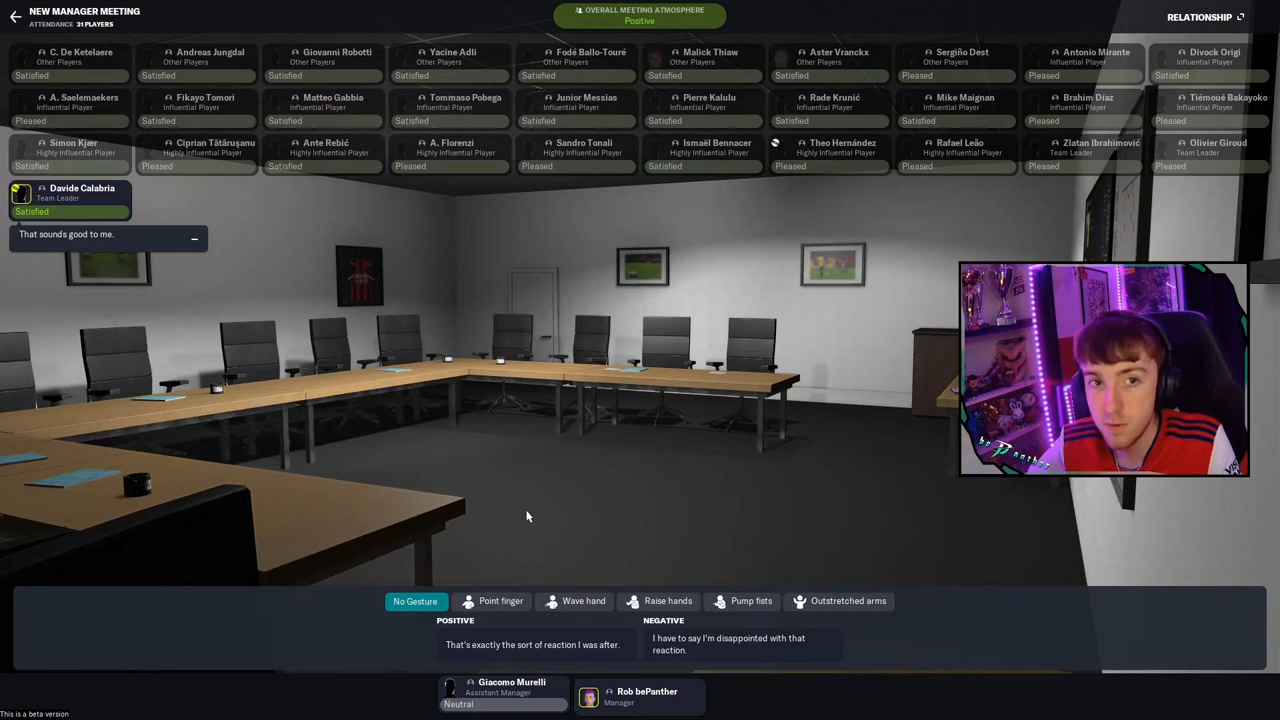 NEW MANAGER MEETING
ATTENDANCE 31 PLAYERS
OVERALL MEETING ATMOSPHERE
Positive
RELATIONSHIP
C. De Ketelaere
Other Players
Satisfied
Andreas Jungdal
Other Players
Satisfied
Giovanni Robotti
Other Players
Satisfied
Yacine Adli
Other Players
Satisfied
Fodé Ballo-Touré
Other Players
Satisfied
Malick Thiaw
Other Players
Satisfied
Aster Vranckx
Other Players
Satisfied
Sergiño Dest
Other Players
Pleased
Antonio Mirante
Other Players
Pleased
Divock Origi
Influential Player
Satisfied
A. Saelemaekers
Influential Player
Pleased
Fikayo Tomori
Influential Player
Satisfied
Matteo Gabbia
Influential Player
Satisfied
Tommaso Pobega
Influential Player
Satisfied
Junior Messias
Influential Player
Satisfied
Pierre Kalulu
Influential Player
Satisfied
Rade Krunić
Influential Player
Satisfied
Mike Maignan
Influential Player
Satisfied
Brahim Díaz
Influential Player
Pleased
Tiémoué Bakayoko
Influential Player
Pleased
Simon Kjær
Highly Influential Player
Satisfied
Ciprian Tătărușanu
Highly Influential Player
Pleased
Ante Rebić
Highly Influential Player
Satisfied
A. Florenzi
Highly Influential Player
Pleased
Sandro Tonali
Highly Influential Player
Satisfied
Ismaël Bennacer
Highly Influential Player
Satisfied
Theo Hernández
Highly Influential Player
Pleased
Rafael Leão
Highly Influential Player
Pleased
Zlatan Ibrahimović
Team Leader
Pleased
Olivier Giroud
Team Leader
Pleased
Davide Calabria
Team Leader
Satisfied
That sounds good to me.
be Panther
No Gesture
Point finger
Wave hand
Raise hands
Pump fists
Outstretched arms
POSITIVE
That's exactly the sort of reaction I was after.
NEGATIVE
I have to say I'm disappointed with that
reaction.
Giacomo Murelli
Assistant Manager
Neutral
Rob bePanther
Manager
This is a beta version